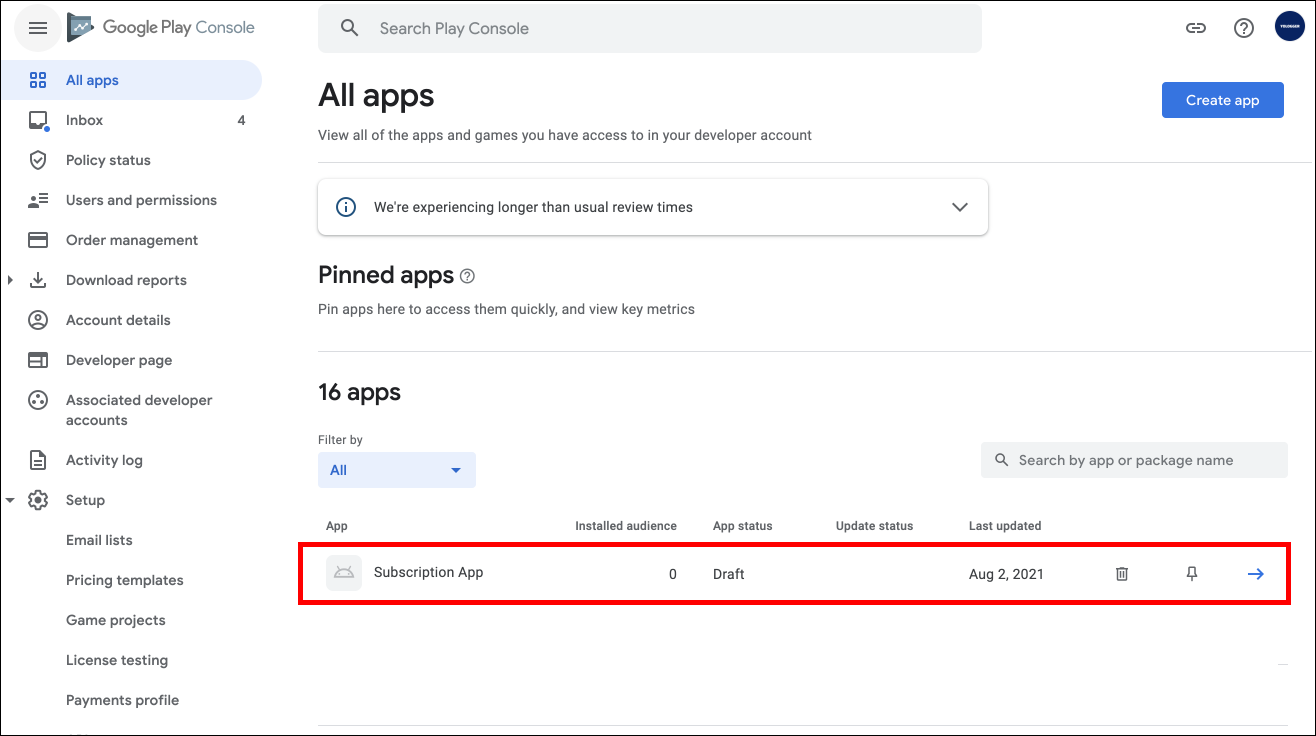 Google Play Console
Search Play Console
TOLOGGER
All apps
Inbox 4
Policy status
Users and permissions
Order management
Download reports
Account details
Developer page
Associated developer
accounts
Activity log
Setup
Email lists
Pricing templates
Game projects
License testing
Payments profile
All apps
Create app
View all of the apps and games you have access to in your developer account
We're experiencing longer than usual review times
Pinned apps
Pin apps here to access them quickly, and view key metrics
16 apps
Filter by
All
Search by app or package name
App Installed audience App status Update status Last updated
Subscription App 0 Draft Aug 2, 2021